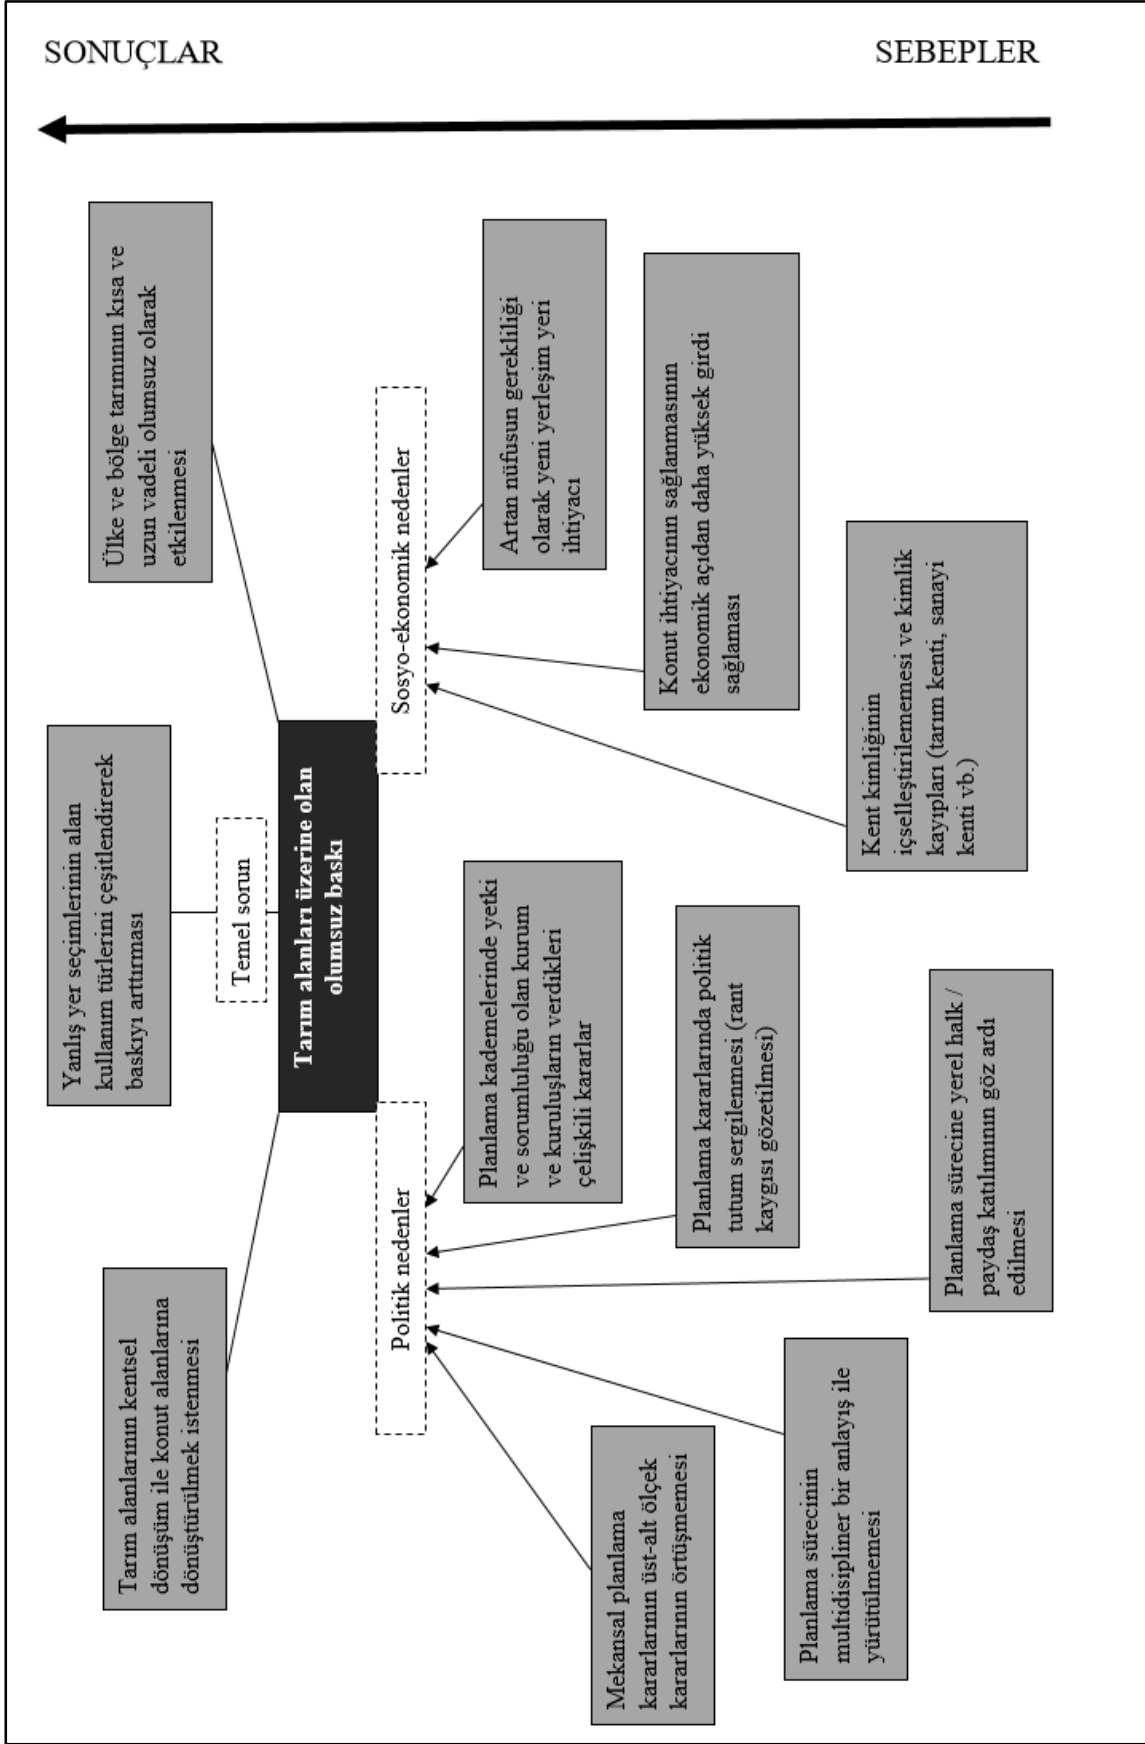 SONUÇLAR
SEBEPLER
Tarım alanlarının kentsel
dönüşüm ile konut alanlarına
dönüştürülmek istenmesi
Yanlış yer seçimlerinin alan
kullanım türlerini çeşitlendirerek
baskıyı arttırması
Ülke ve bölge tarımının kısa ve
uzun vadeli olumsuz olarak
etkilenmesi
Temel sorun
Tarım alanları üzerine olan
olumsuz baskı
Politik nedenler
Sosyo-ekonomik nedenler
Mekansal planlama
kararlarının üst-alt ölçek
kararlarının örtüşmemesi
Planlama sürecinin
multidisipliner bir anlayış ile
yürütülmemesi
Planlama sürecine yerel halk /
paydaş katılımının göz ardı
edilmesi
Planlama kararlarında politik
tutum sergilenmesi (rant
kaygısı gözetilmesi)
Planlama kademelerinde yetki
ve sorumluluğu olan kurum
ve kuruluşların verdikleri
çelişkili kararlar
Kent kimliğinin
içselleştirilememesi ve kimlik
kayıpları (tarım kenti, sanayi
kenti vb.)
Konut ihtiyacının sağlanmasının
ekonomik açıdan daha yüksek girdi
sağlaması
Artan nüfusun gerekliliği
olarak yeni yerleşim yeri
ihtiyacı